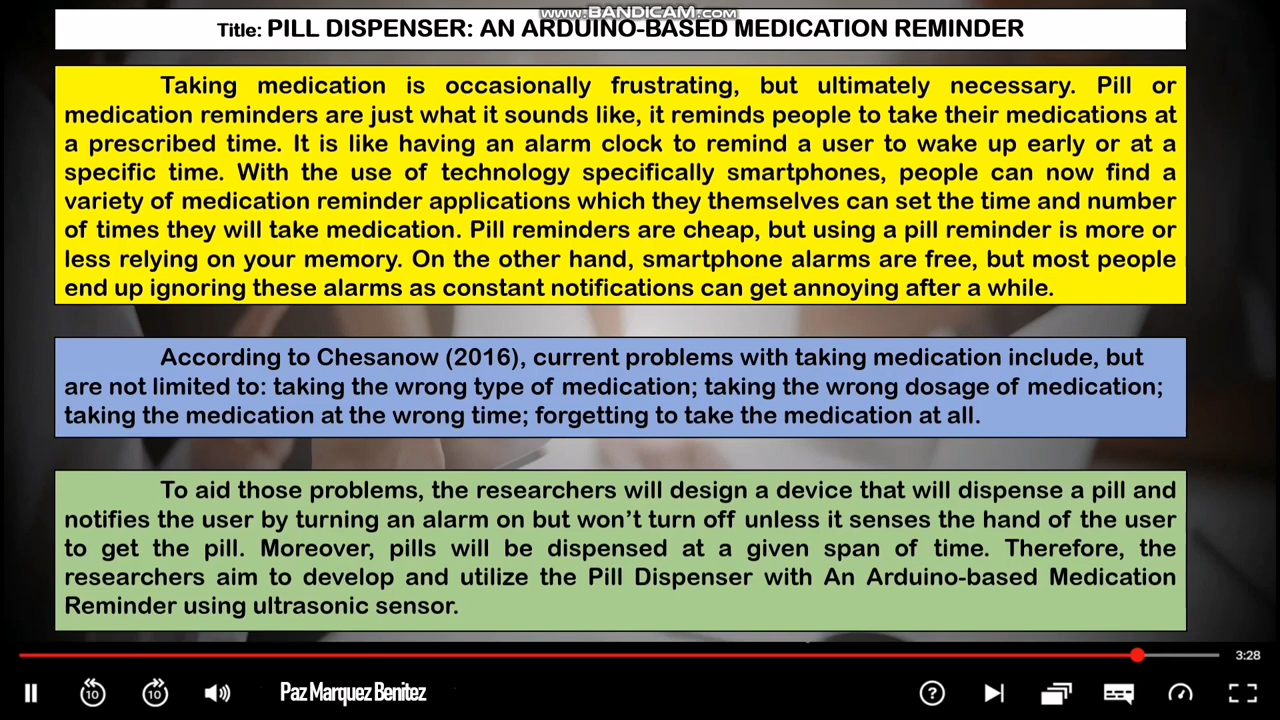 www.BANDICAM.com
Title: PILL DISPENSER: AN ARDUINO-BASED MEDICATION REMINDER
Taking medication is occasionally frustrating, but ultimately necessary. Pill or
medication reminders are just what it sounds like, it reminds people to take their medications at
a prescribed time. It is like having an alarm clock to remind a user to wake up early or at a
specific time. With the use of technology specifically smartphones, people can now find a
variety of medication reminder applications which they themselves can set the time and number
of times they will take medication. Pill reminders are cheap, but using a pill reminder is more or
less relying on your memory. On the other hand, smartphone alarms are free, but most people
end up ignoring these alarms as constant notifications can get annoying after a while.
According to Chesanow (2016), current problems with taking medication include, but
are not limited to: taking the wrong type of medication; taking the wrong dosage of medication;
taking the medication at the wrong time; forgetting to take the medication at all.
To aid those problems, the researchers will design a device that will dispense a pill and
notifies the user by turning an alarm on but won't turn off unless it senses the hand of the user
to get the pill. Moreover, pills will be dispensed at a given span of time. Therefore, the
researchers aim to develop and utilize the Pill Dispenser with An Arduino-based Medication
Reminder using ultrasonic sensor.
3:28
10 10 Paz Marquez Benitez ?